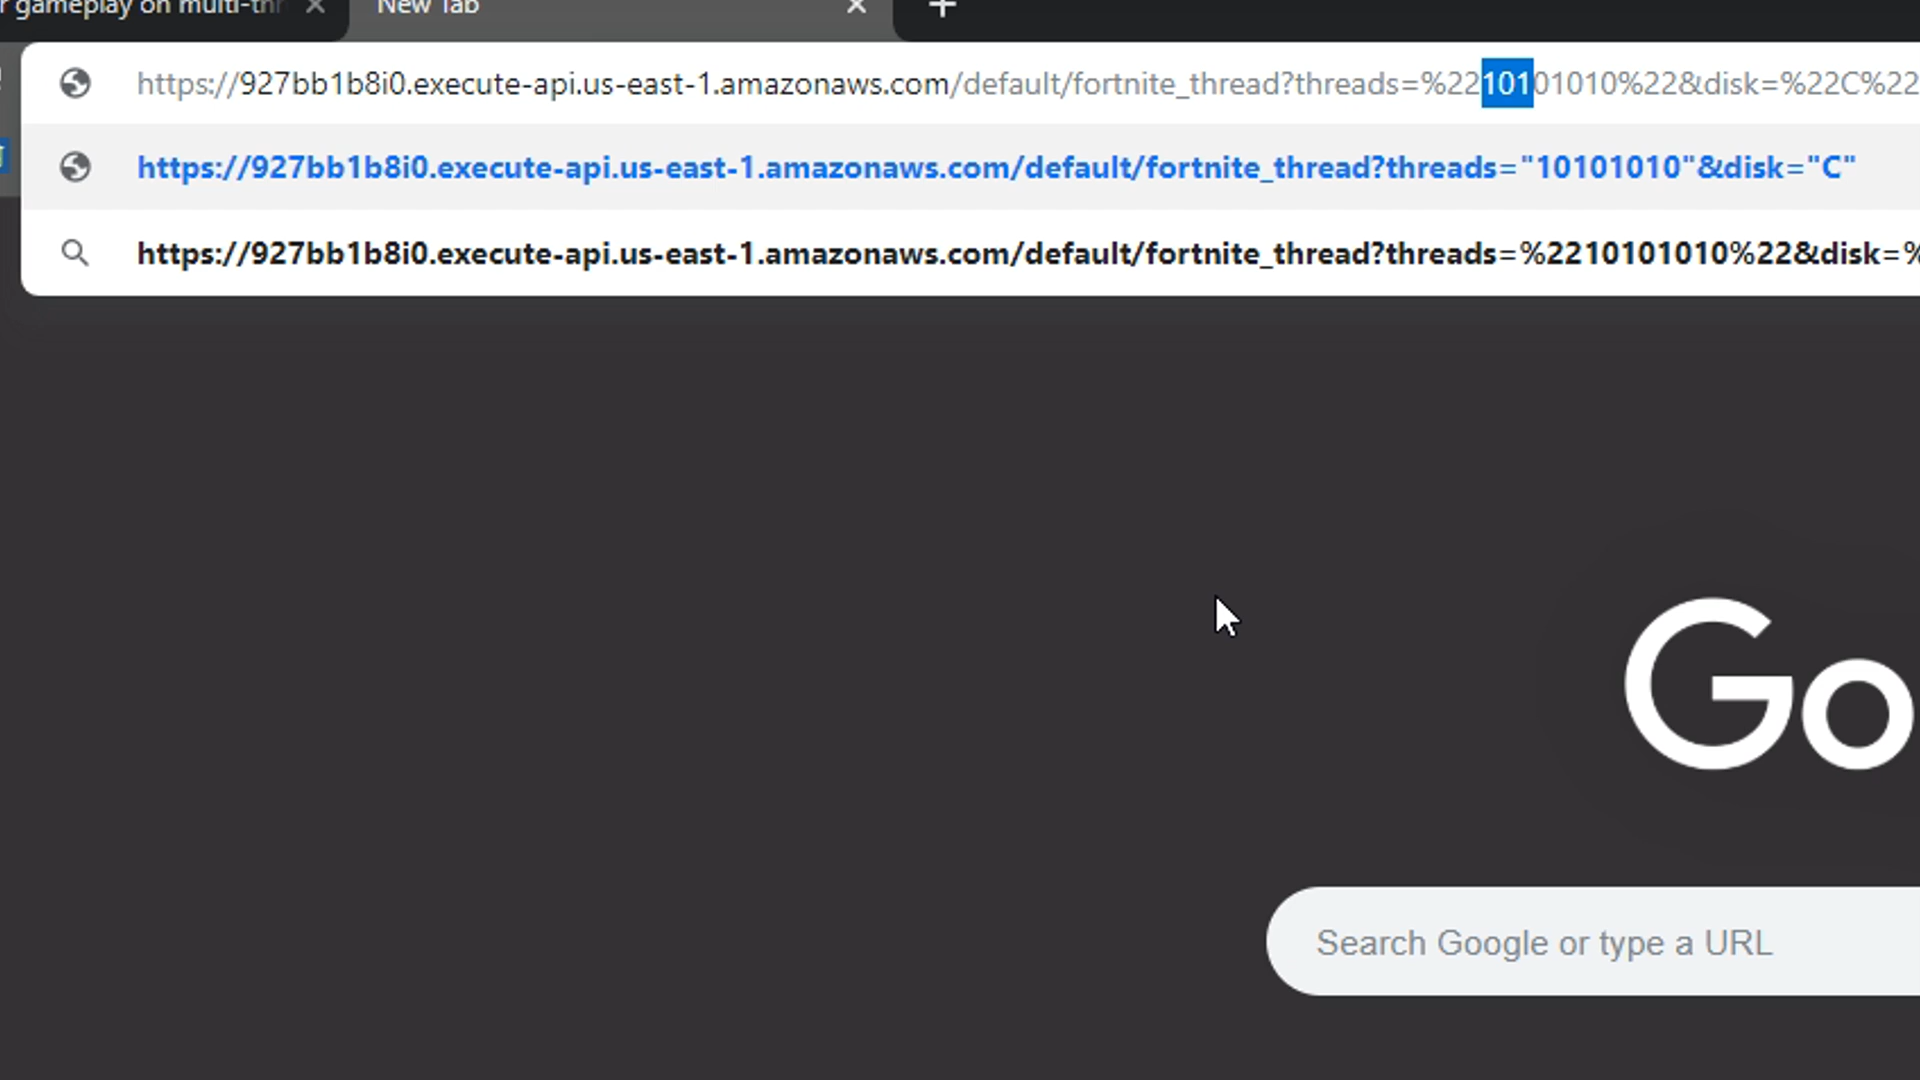 r gameplay on multi-thr
New Tab
https://927bb1b8i0.execute-api.us-east-1.amazonaws.com/default/fortnite_thread?threads=%2210101010%22&disk=%22C%22
https://927bb1b8i0.execute-api.us-east-1.amazonaws.com/default/fortnite_thread?threads="10101010"&disk="C"
https://927bb1b8i0.execute-api.us-east-1.amazonaws.com/default/fortnite_thread?threads=%2210101010%22&disk=%
Go
Search Google or type a URL